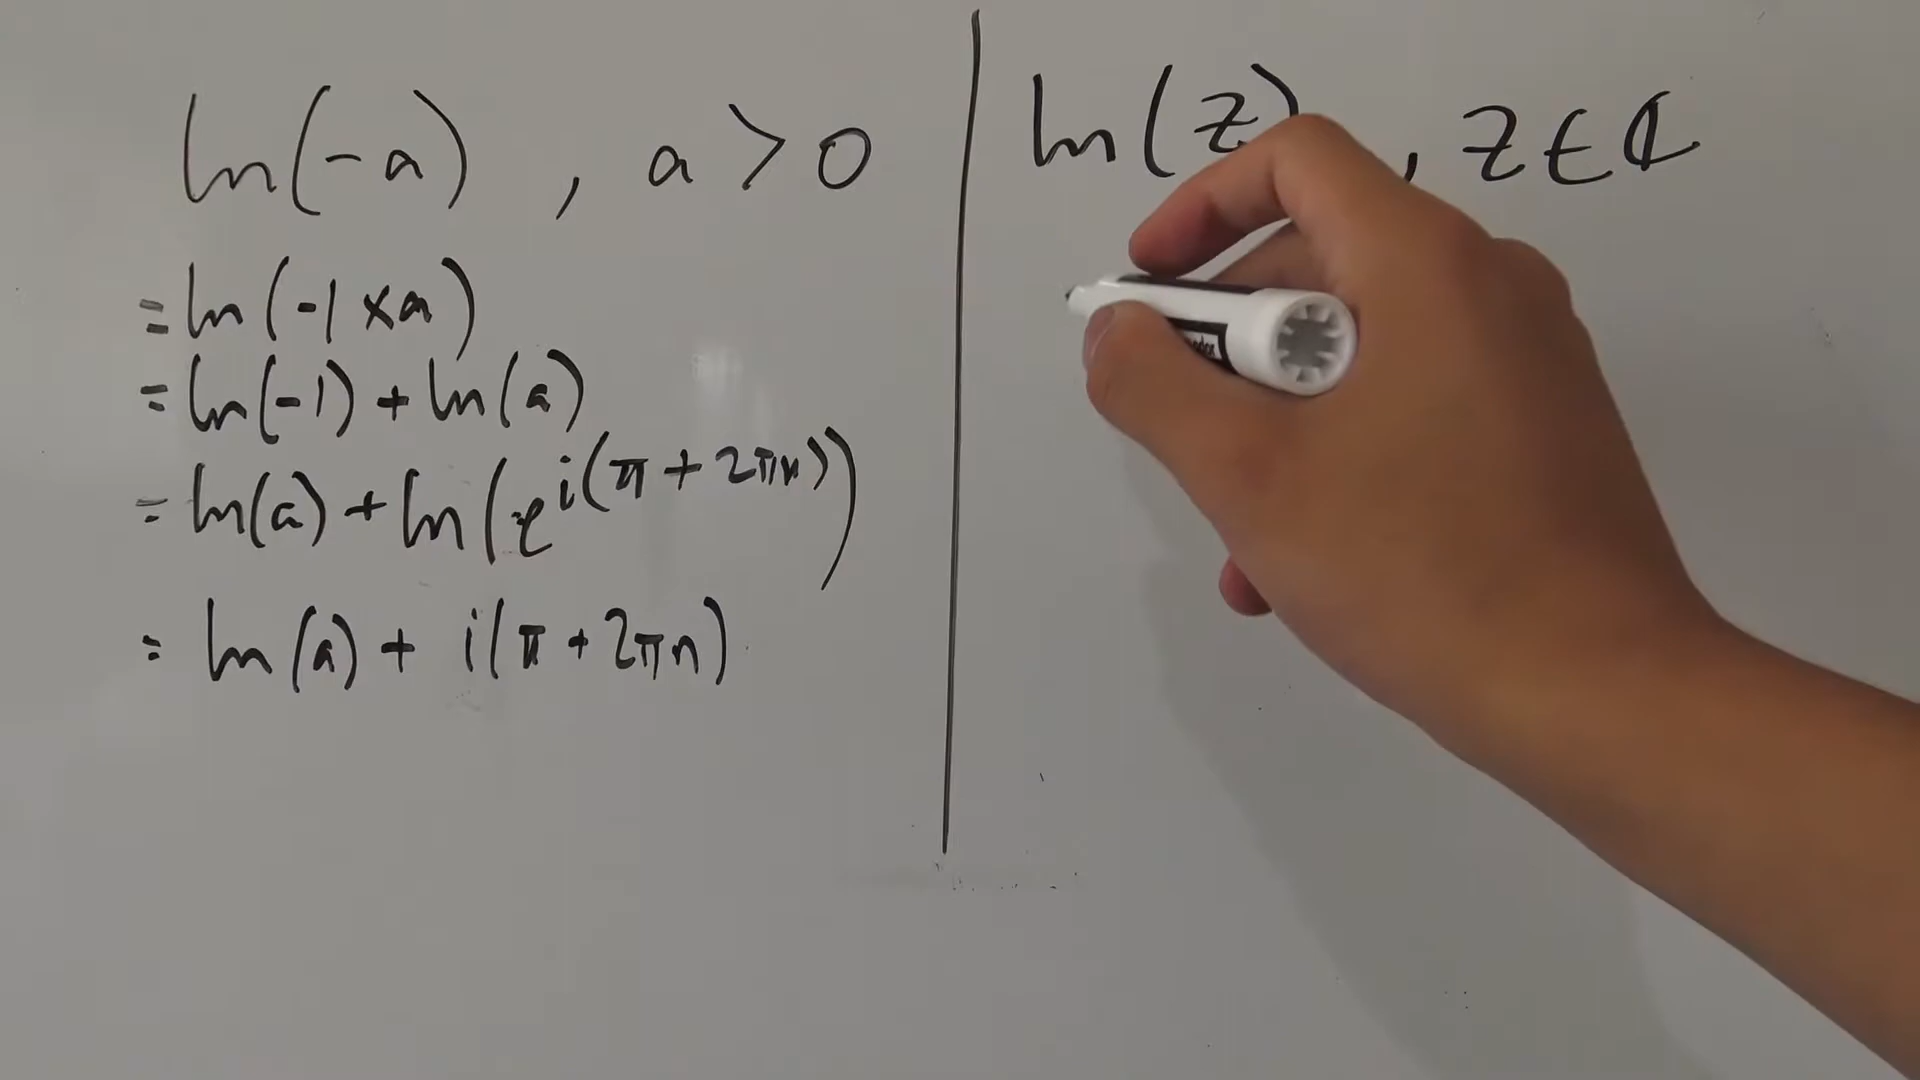 ln(-a) , a > 0
= ln(-1 × a)
= ln(-1) + ln(a)
= ln(a) + ln(e^{i(π + 2πn)})
= ln(a) + i(π + 2πn)
ln(z) , z ∈ ℂ